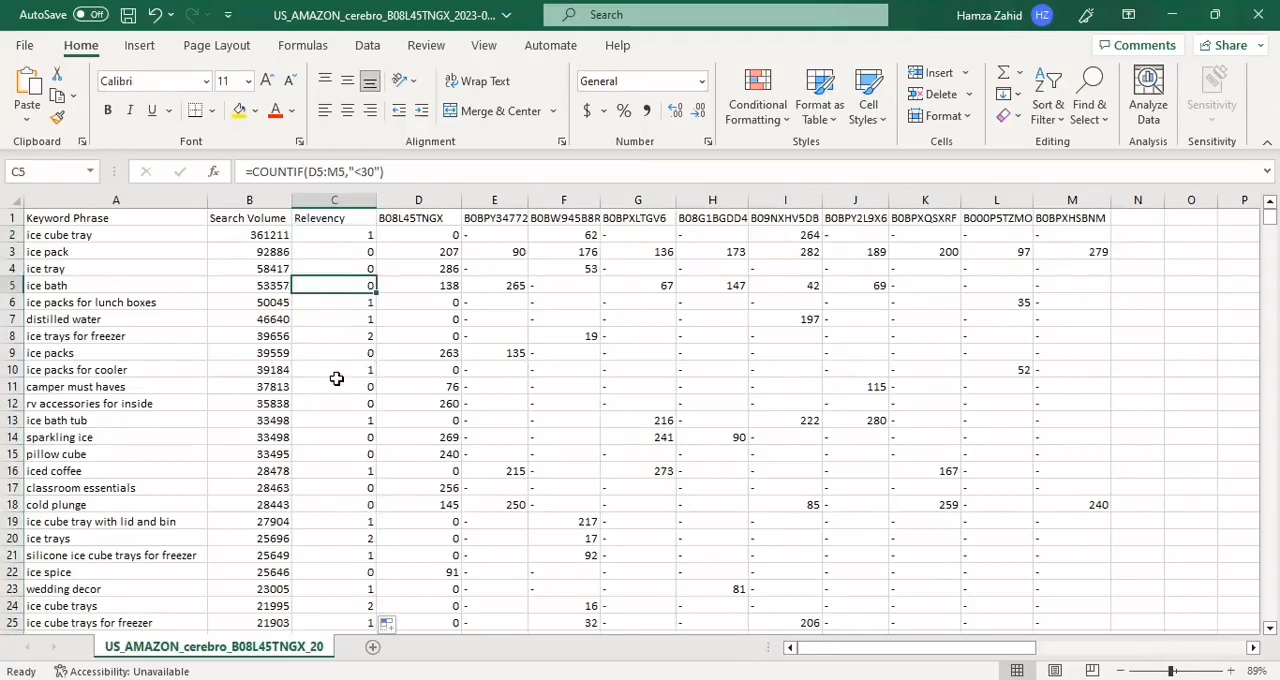 AutoSave Off US_AMAZON_cerebro_B08L45TNGX_2023-0... Search Hamza Zahid HZ
File Home Insert Page Layout Formulas Data Review View Automate Help Comments Share
Paste Calibri 11 Wrap Text General Conditional Formatting Format as Table Cell Styles Insert Sort & Filter Find & Select Analyze Data Sensitivity
B I U Merge & Center $ % Delete
Format
Clipboard Font Alignment Number Styles Cells Editing Analysis Sensitivity
C5 fx =COUNTIF(D5:M5,"<30")
A B C D E F G H I J K L M N O P
1 Keyword Phrase Search Volume Relevency B08L45TNGX B0BPY34772 B0BW945B8R B0BPXLTGV6 B08G1BGDD4 B09NXHV5DB B0BPY2L9X6 B0BPXQSXRF B000P5TZMO B0BPXHSBNM
2 ice cube tray 361211 1 0 - 62 - - 264 - - - -
3 ice pack 92886 0 207 90 176 136 173 282 189 200 97 279
4 ice tray 58417 0 286 - 53 - - - - - - -
5 ice bath 53357 0 138 265 - 67 147 42 69 - - -
6 ice packs for lunch boxes 50045 1 0 - - - - - - - 35 -
7 distilled water 46640 1 0 - - - - 197 - - - -
8 ice trays for freezer 39656 2 0 - 19 - - - - - - -
9 ice packs 39559 0 263 135 - - - - - - - -
10 ice packs for cooler 39184 1 0 - - - - - - - 52 -
11 camper must haves 37813 0 76 - - - - - 115 - - -
12 rv accessories for inside 35838 0 260 - - - - - - - - -
13 ice bath tub 33498 1 0 - - 216 - 222 280 - - -
14 sparkling ice 33498 0 269 - - 241 90 - - - - -
15 pillow cube 33495 0 240 - - - - - - - - -
16 iced coffee 28478 1 0 215 - 273 - - - 167 - -
17 classroom essentials 28463 0 256 - - - - - - - - -
18 cold plunge 28443 0 145 250 - - - 85 - 259 - 240
19 ice cube tray with lid and bin 27904 1 0 - 217 - - - - - - -
20 ice trays 25696 2 0 - 17 - - - - - - -
21 silicone ice cube trays for freezer 25649 1 0 - 92 - - - - - - -
22 ice spice 25646 0 91 - - - - - - - - -
23 wedding decor 23005 1 0 - - - 81 - - - - -
24 ice cube trays 21995 2 0 - 16 - - - - - - -
25 ice cube trays for freezer 21903 1 0 - 32 - - 206 - - - -
US_AMAZON_cerebro_B08L45TNGX_20
Ready Accessibility: Unavailable 89%